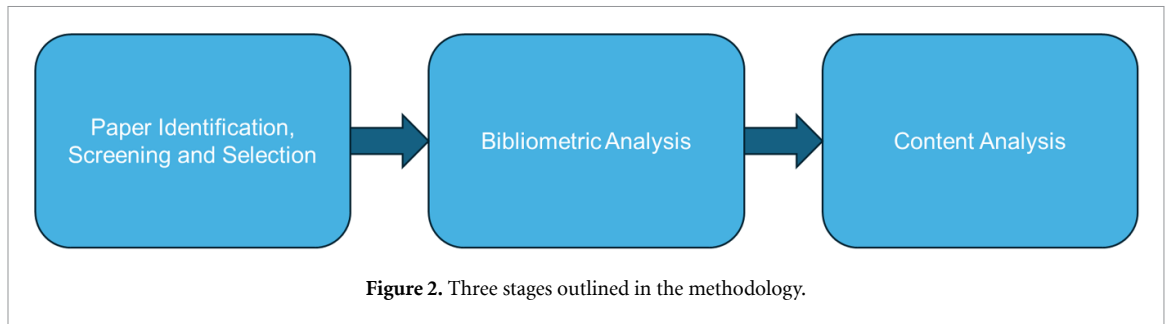 Paper Identification,
Screening and Selection
Bibliometric Analysis
Content Analysis
Figure 2. Three stages outlined in the methodology.